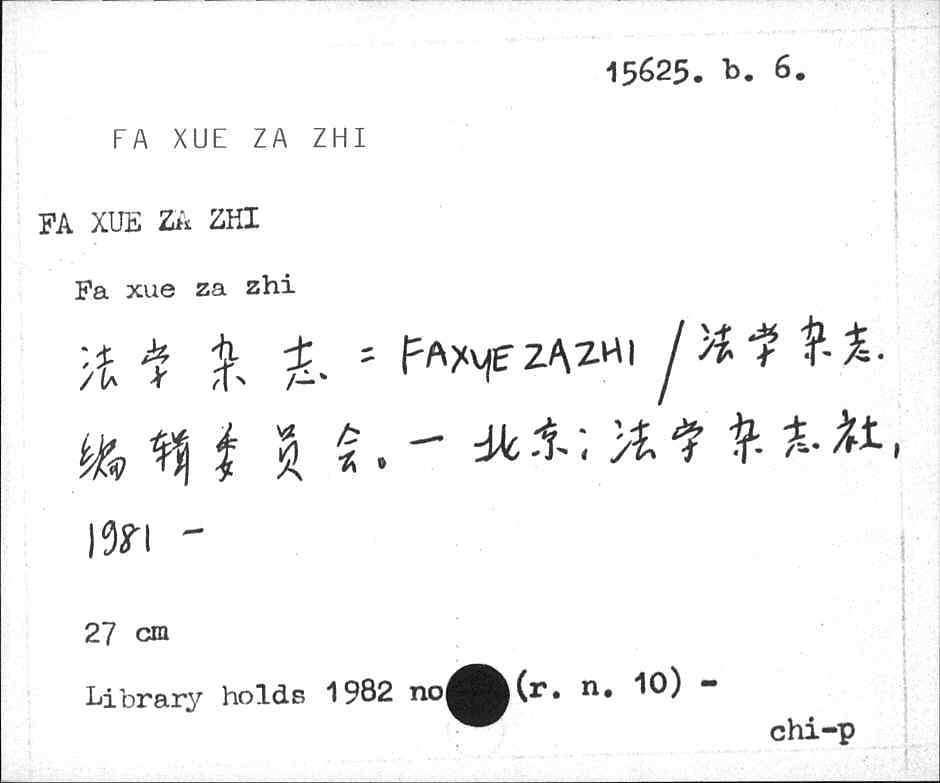 15625. b. 6.
FA XUE ZA ZHI
FA XUE ZA ZHI
Fa xue za zhi
法学杂志 = FAXUE ZAZHI / 法学杂志
编辑委员会。— 北京; 法学杂志社,
1981 -
27 cm
Library holds 1982 no (r. n. 10) -
chi-p